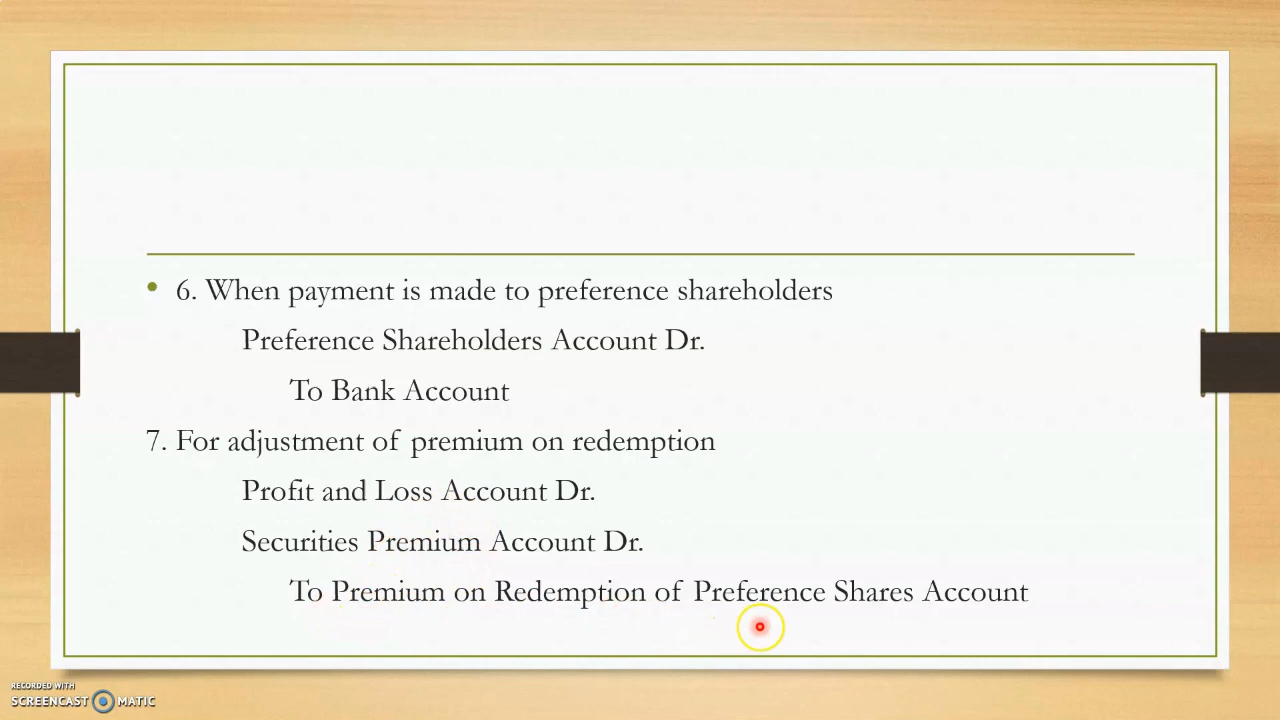 6. When payment is made to preference shareholders
Preference Shareholders Account Dr.
To Bank Account
7. For adjustment of premium on redemption
Profit and Loss Account Dr.
Securities Premium Account Dr.
To Premium on Redemption of Preference Shares Account
RECORDED WITH
SCREENCAST MATIC